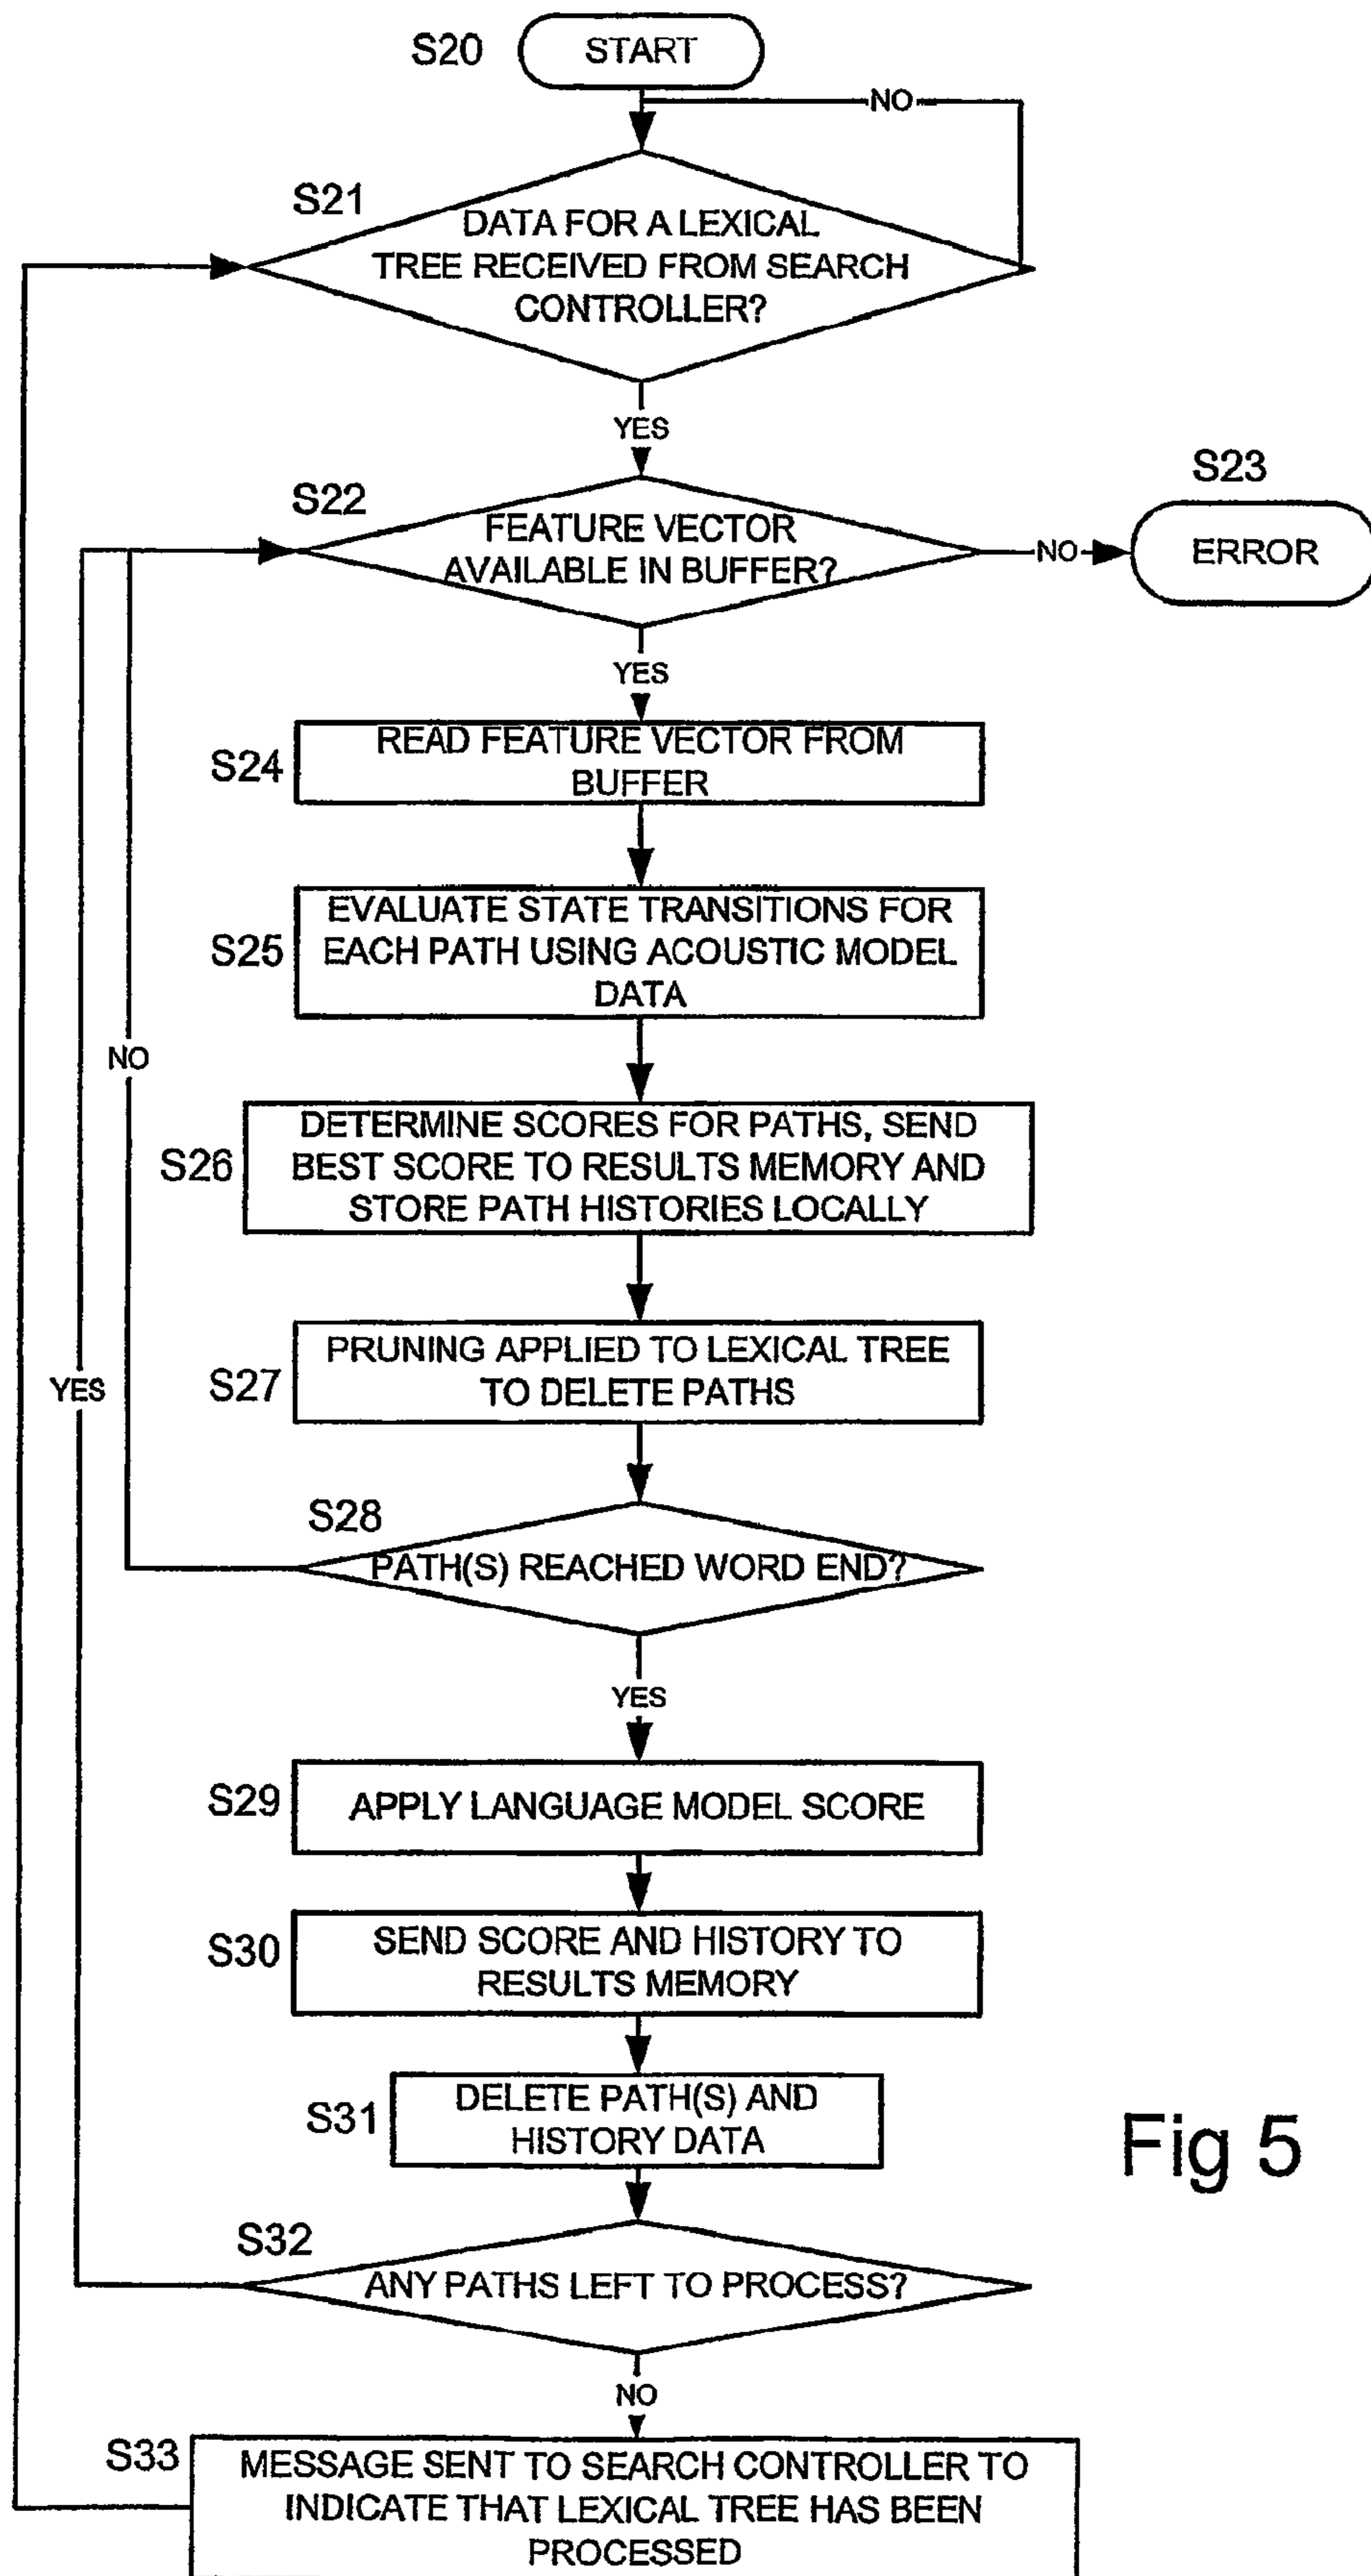 S20
START
NO
S21
DATA FOR A LEXICAL
TREE RECEIVED FROM SEARCH
CONTROLLER?
YES
S22
FEATURE VECTOR
AVAILABLE IN BUFFER?
NO
S23
ERROR
YES
S24
READ FEATURE VECTOR FROM
BUFFER
S25
EVALUATE STATE TRANSITIONS FOR
EACH PATH USING ACOUSTIC MODEL
DATA
NO
S26
DETERMINE SCORES FOR PATHS, SEND
BEST SCORE TO RESULTS MEMORY AND
STORE PATH HISTORIES LOCALLY
S27
PRUNING APPLIED TO LEXICAL TREE
TO DELETE PATHS
YES
S28
PATH(S) REACHED WORD END?
YES
S29
APPLY LANGUAGE MODEL SCORE
S30
SEND SCORE AND HISTORY TO
RESULTS MEMORY
S31
DELETE PATH(S) AND
HISTORY DATA
Fig 5
S32
ANY PATHS LEFT TO PROCESS?
NO
S33
MESSAGE SENT TO SEARCH CONTROLLER TO
INDICATE THAT LEXICAL TREE HAS BEEN
PROCESSED